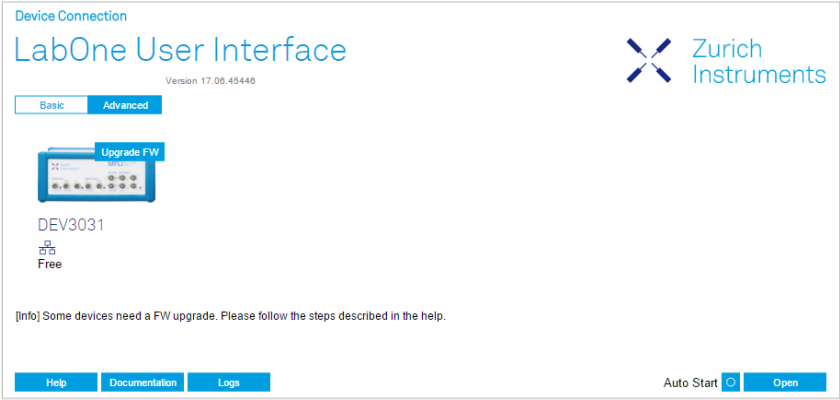 Device Connection
LabOne User Interface
Version 17.06.45446
Zurich
Instruments
Basic
Advanced
Upgrade FW
MFLI
DEV3031
Free
[Info] Some devices need a FW upgrade. Please follow the steps described in the help.
Help
Documentation
Logs
Auto Start
Open